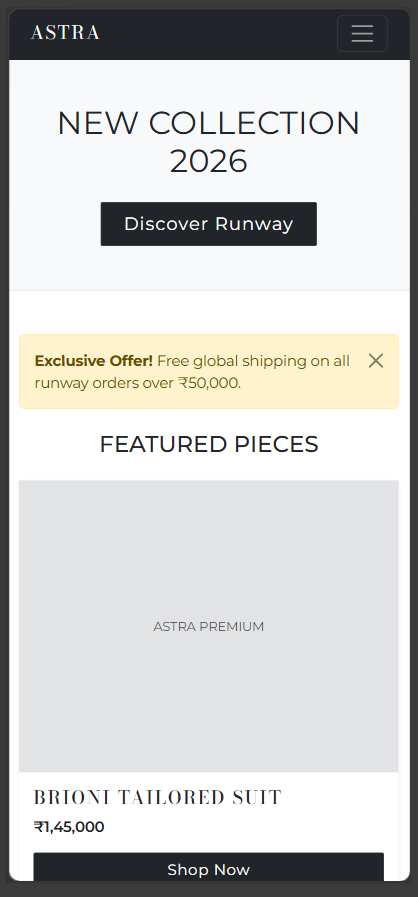 ASTRA
NEW COLLECTION
2026
Discover Runway
Exclusive Offer! Free global shipping on all
runway orders over ₹50,000.
FEATURED PIECES
ASTRA PREMIUM
BRIONI TAILORED SUIT
₹1,45,000
Shop Now